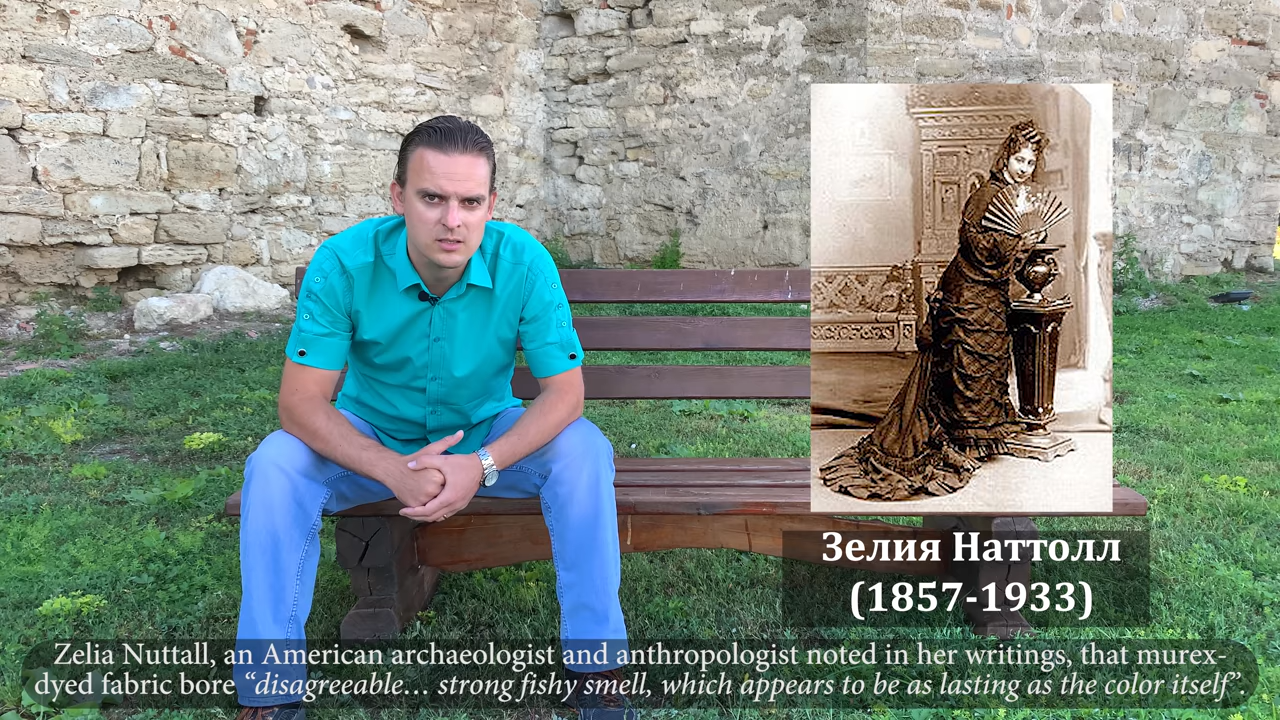 Зелия Наттолл
(1857-1933)
Zelia Nuttall, an American archaeologist and anthropologist noted in her writings, that murex-
dyed fabric bore “disagreeable... strong fishy smell, which appears to be as lasting as the color itself”.